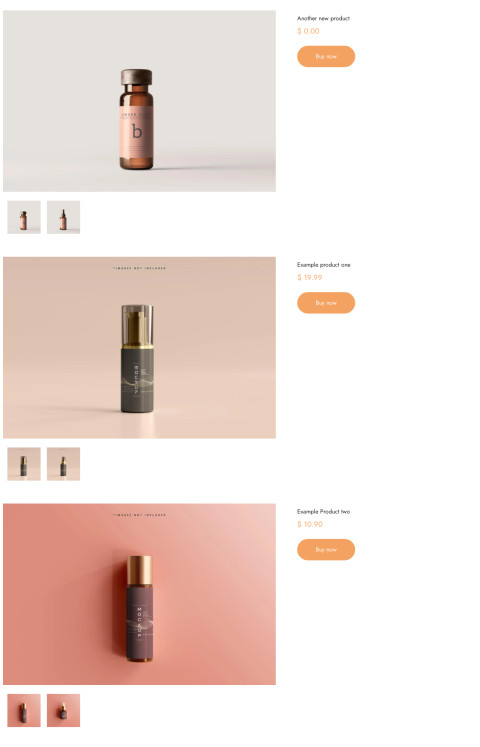 Another new product
$ 0.00
Buy now
b
*IMAGES NOT INCLUDED
Example product one
$ 19.99
Buy now
*IMAGES NOT INCLUDED
Example Product two
$ 10.90
Buy now